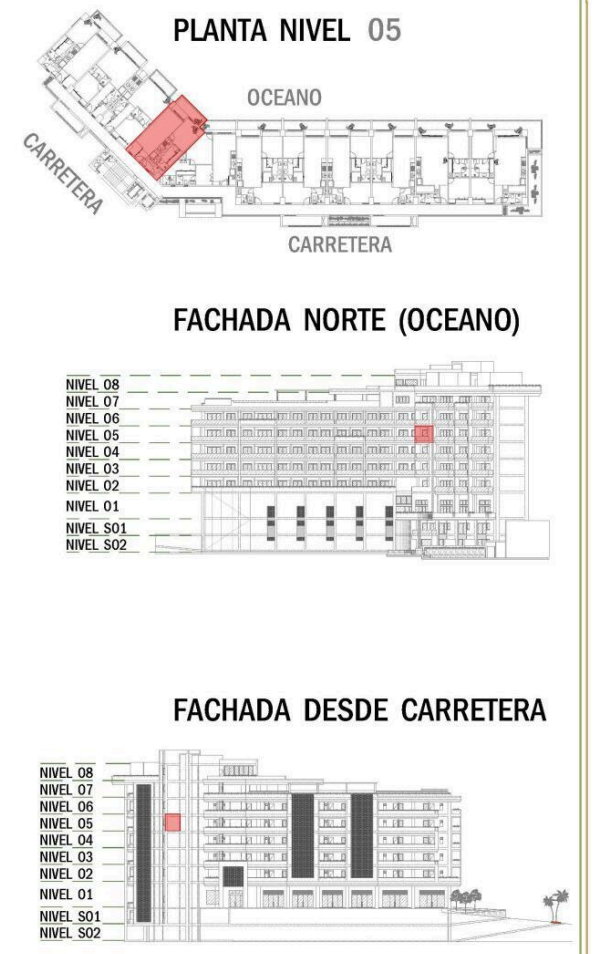 PLANTA NIVEL 05
OCEANO
CARRETERA
CARRETERA
FACHADA NORTE (OCEANO)
NIVEL 08
NIVEL 07
NIVEL 06
NIVEL 05
NIVEL 04
NIVEL 03
NIVEL 02
NIVEL 01
NIVEL S01
NIVEL S02
FACHADA DESDE CARRETERA
NIVEL 08
NIVEL 07
NIVEL 06
NIVEL 05
NIVEL 04
NIVEL 03
NIVEL 02
NIVEL 01
NIVEL S01
NIVEL S02